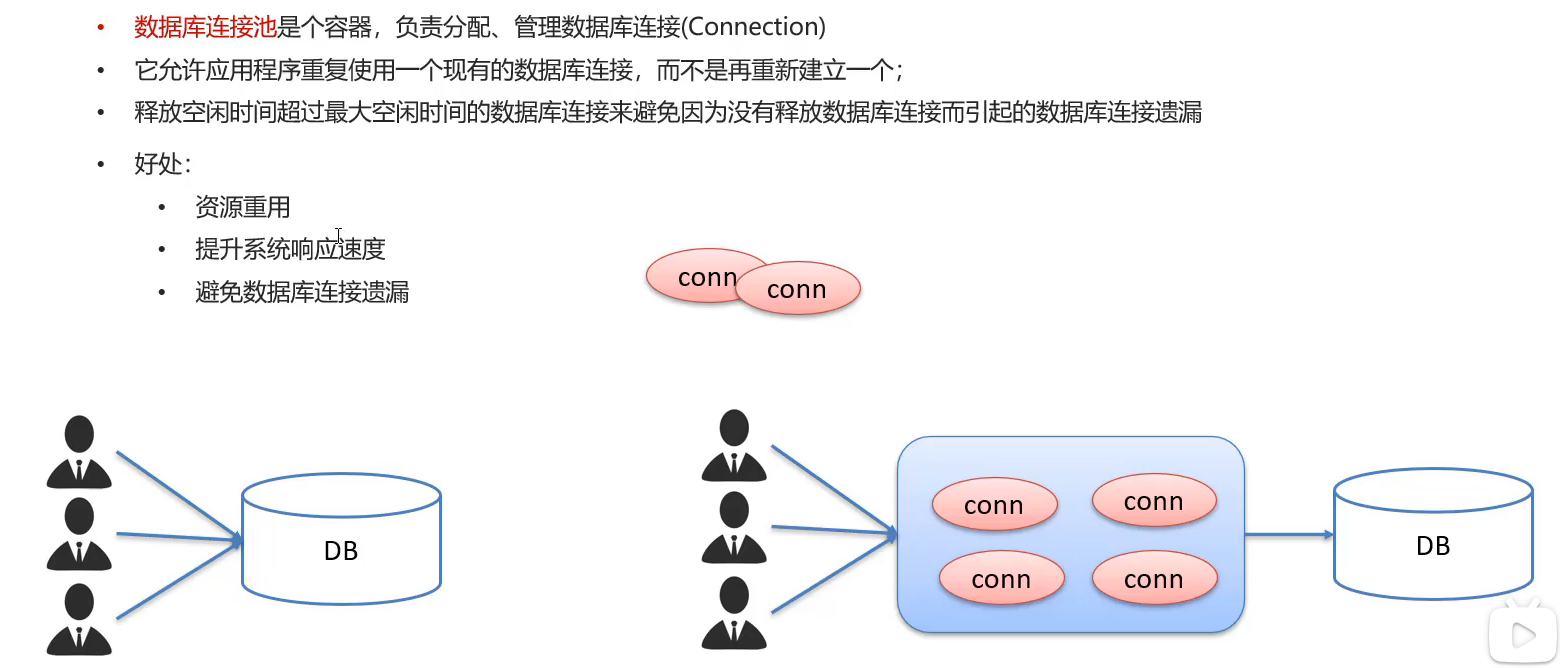 数据库连接池是个容器，负责分配、管理数据库连接(Connection)
它允许应用程序重复使用一个现有的数据库连接，而不是再重新建立一个；
释放空闲时间超过最大空闲时间的数据库连接来避免因为没有释放数据库连接而引起的数据库连接遗漏
好处：
资源重用
提升系统响应速度
避免数据库连接遗漏
conn
conn
DB
conn
conn
conn
conn
DB